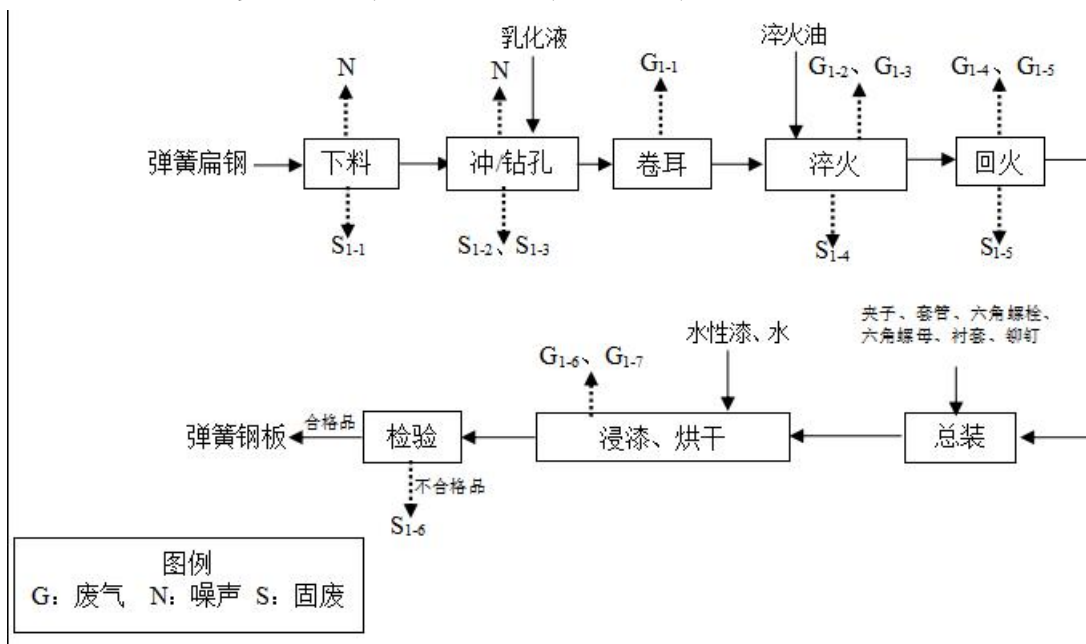 乳化液
淬火油
N
N
G1-1
G1-2、G1-3
G1-4、G1-5
弹簧扁钢
下料
冲/钻孔
卷耳
淬火
回火
S1-1
S1-2、S1-3
S1-4
S1-5
夹子、套管、六角螺栓、
六角螺母、衬套、铆钉
水性漆、水
G1-6、G1-7
弹簧钢板
合格品
检验
浸漆、烘干
总装
不合格品
S1-6
图例
G：废气 N：噪声 S：固废